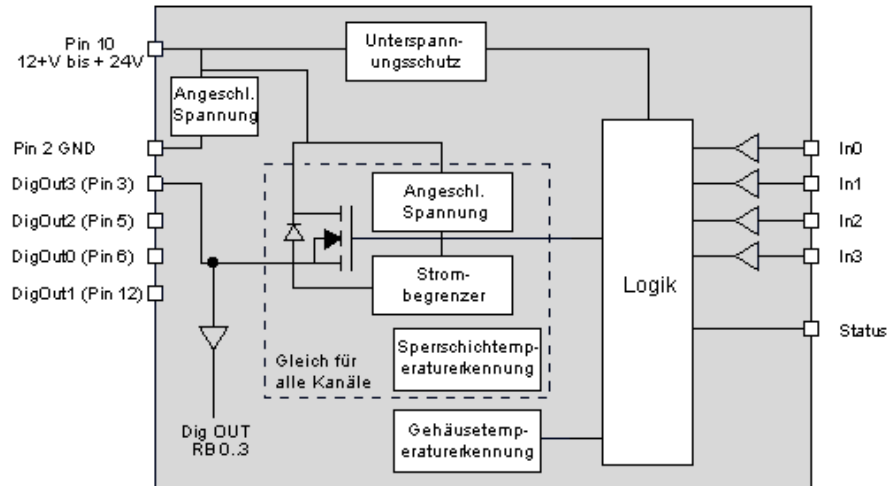 Pin 10
12+V bis + 24V
Unterspann-
ungsschutz
Angeschl.
Spannung
Pin 2 GND
DigOut3 (Pin 3)
DigOut2 (Pin 5)
DigOut0 (Pin 6)
DigOut1 (Pin 12)
Angeschl.
Spannung
Strom-
begrenzer
Sperrschichtemp-
eraturerkennung
Gleich für
alle Kanäle
Gehäusetemp-
eraturerkennung
Dig OUT
RB0..3
Logik
In0
In1
In2
In3
Status